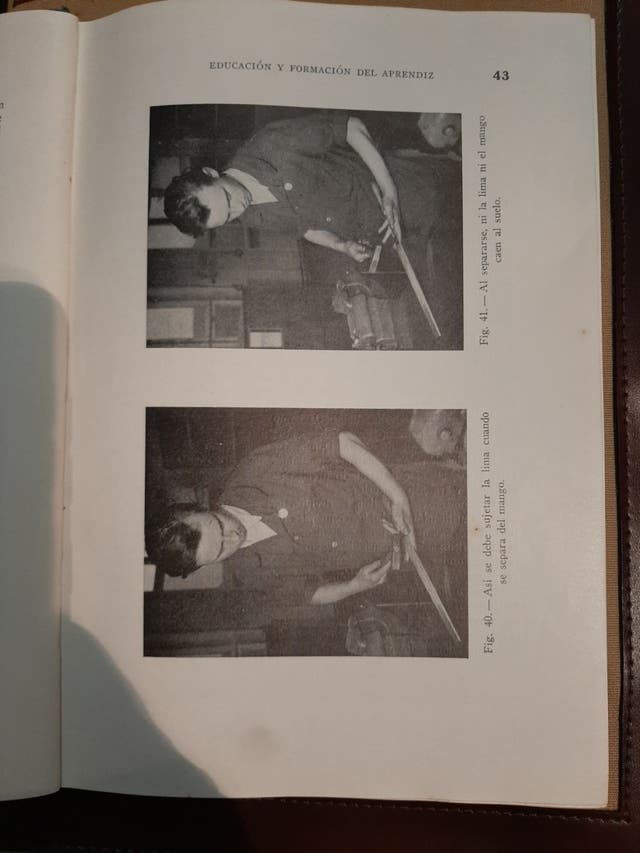 EDUCACIÓN Y FORMACIÓN DEL APRENDIZ 43
Fig. 40. — Así se debe sujetar la lima cuando
se separa del mango.
Fig. 41. — Al separarse, ni la lima ni el mango
caen al suelo.